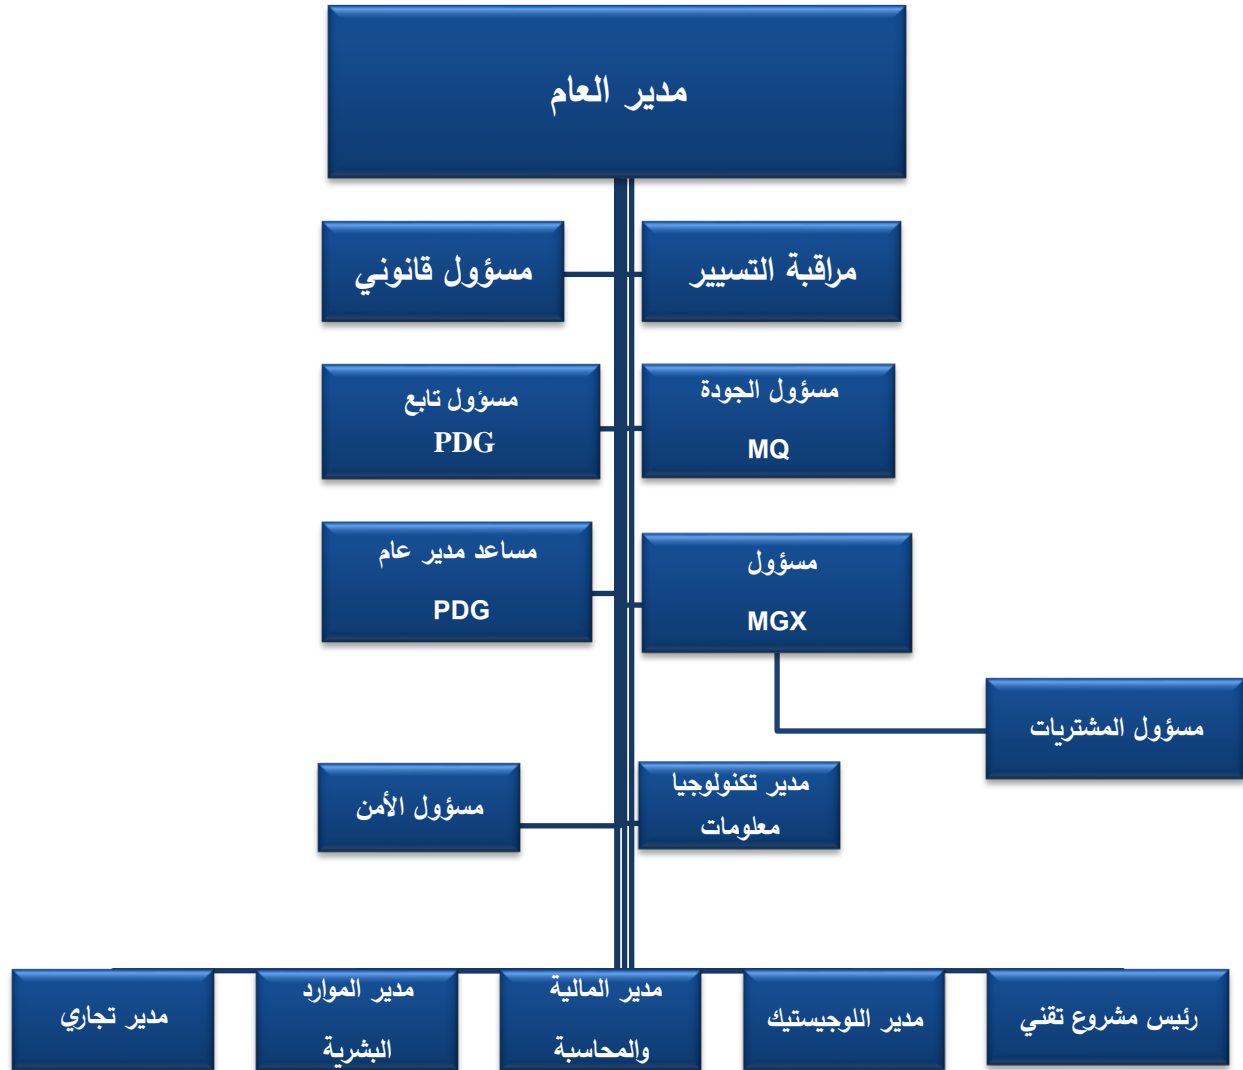 مدير العام
مراقبة التسيير
مسؤول قانوني
مسؤول الجودة
MQ
مسؤول تابع
PDG
مسؤول
MGX
مساعد مدير عام
PDG
مسؤول المشتريات
مدير تكنولوجيا
معلومات
مسؤول الأمن
رئيس مشروع تقني
مدير اللوجيستيك
مدير المالية
والمحاسبة
مدير الموارد
البشرية
مدير تجاري